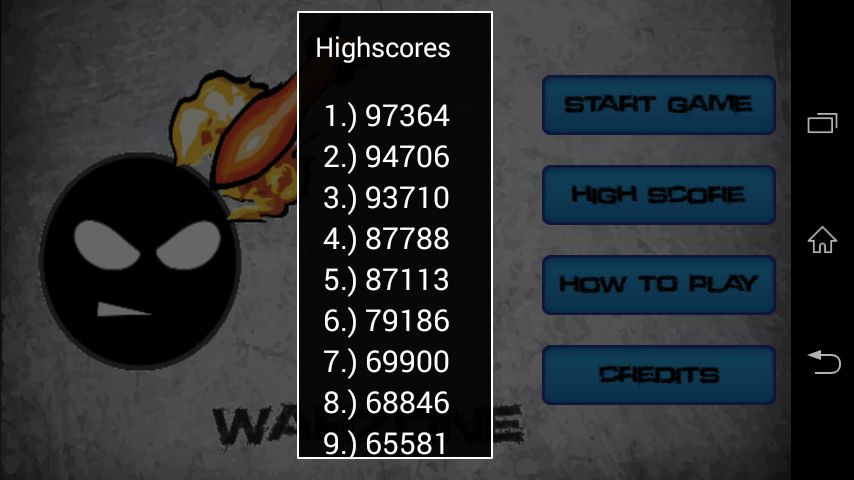 Highscores
1.) 97364
2.) 94706
3.) 93710
4.) 87788
5.) 87113
6.) 79186
7.) 69900
8.) 68846
9.) 65581
START GAME
HIGH SCORE
HOW TO PLAY
CREDITS